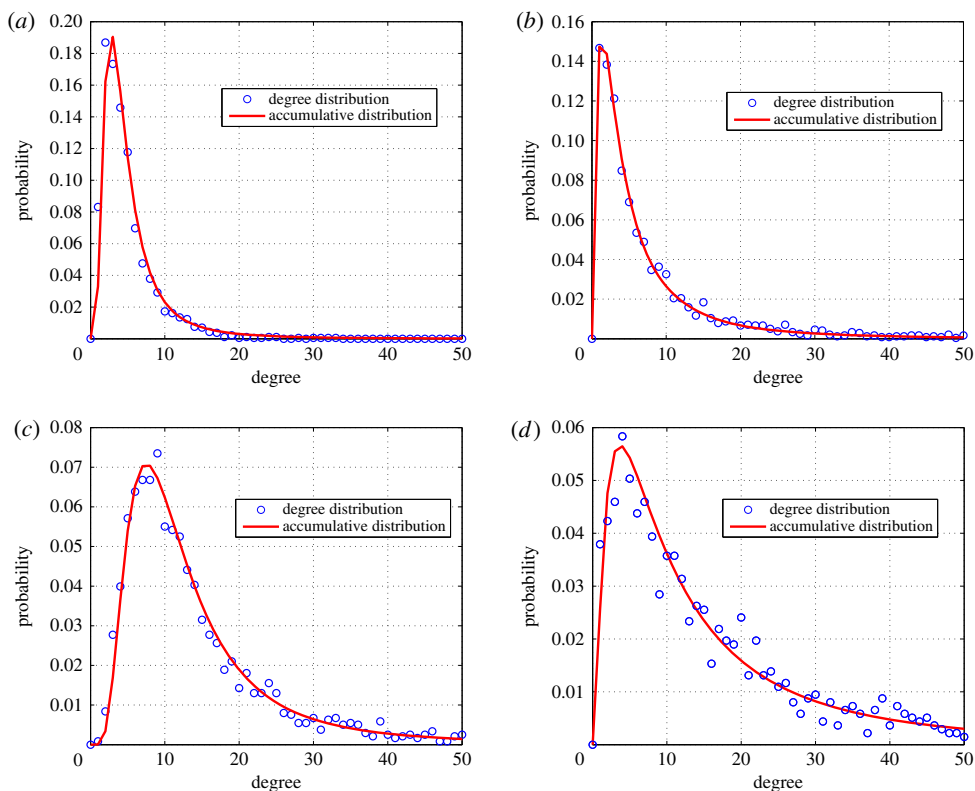 (a)
0.20
0.18
0.16
0.14
0.12
0.10
0.08
0.06
0.04
0.02
0
10
20
30
40
50
probability
degree
degree distribution
accumulative distribution
(b)
0.16
0.14
0.12
0.10
0.08
0.06
0.04
0.02
0
10
20
30
40
50
probability
degree
degree distribution
accumulative distribution
(c)
0.08
0.07
0.06
0.05
0.04
0.03
0.02
0.01
0
10
20
30
40
50
probability
degree
degree distribution
accumulative distribution
(d)
0.06
0.05
0.04
0.03
0.02
0.01
0
10
20
30
40
50
probability
degree
degree distribution
accumulative distribution